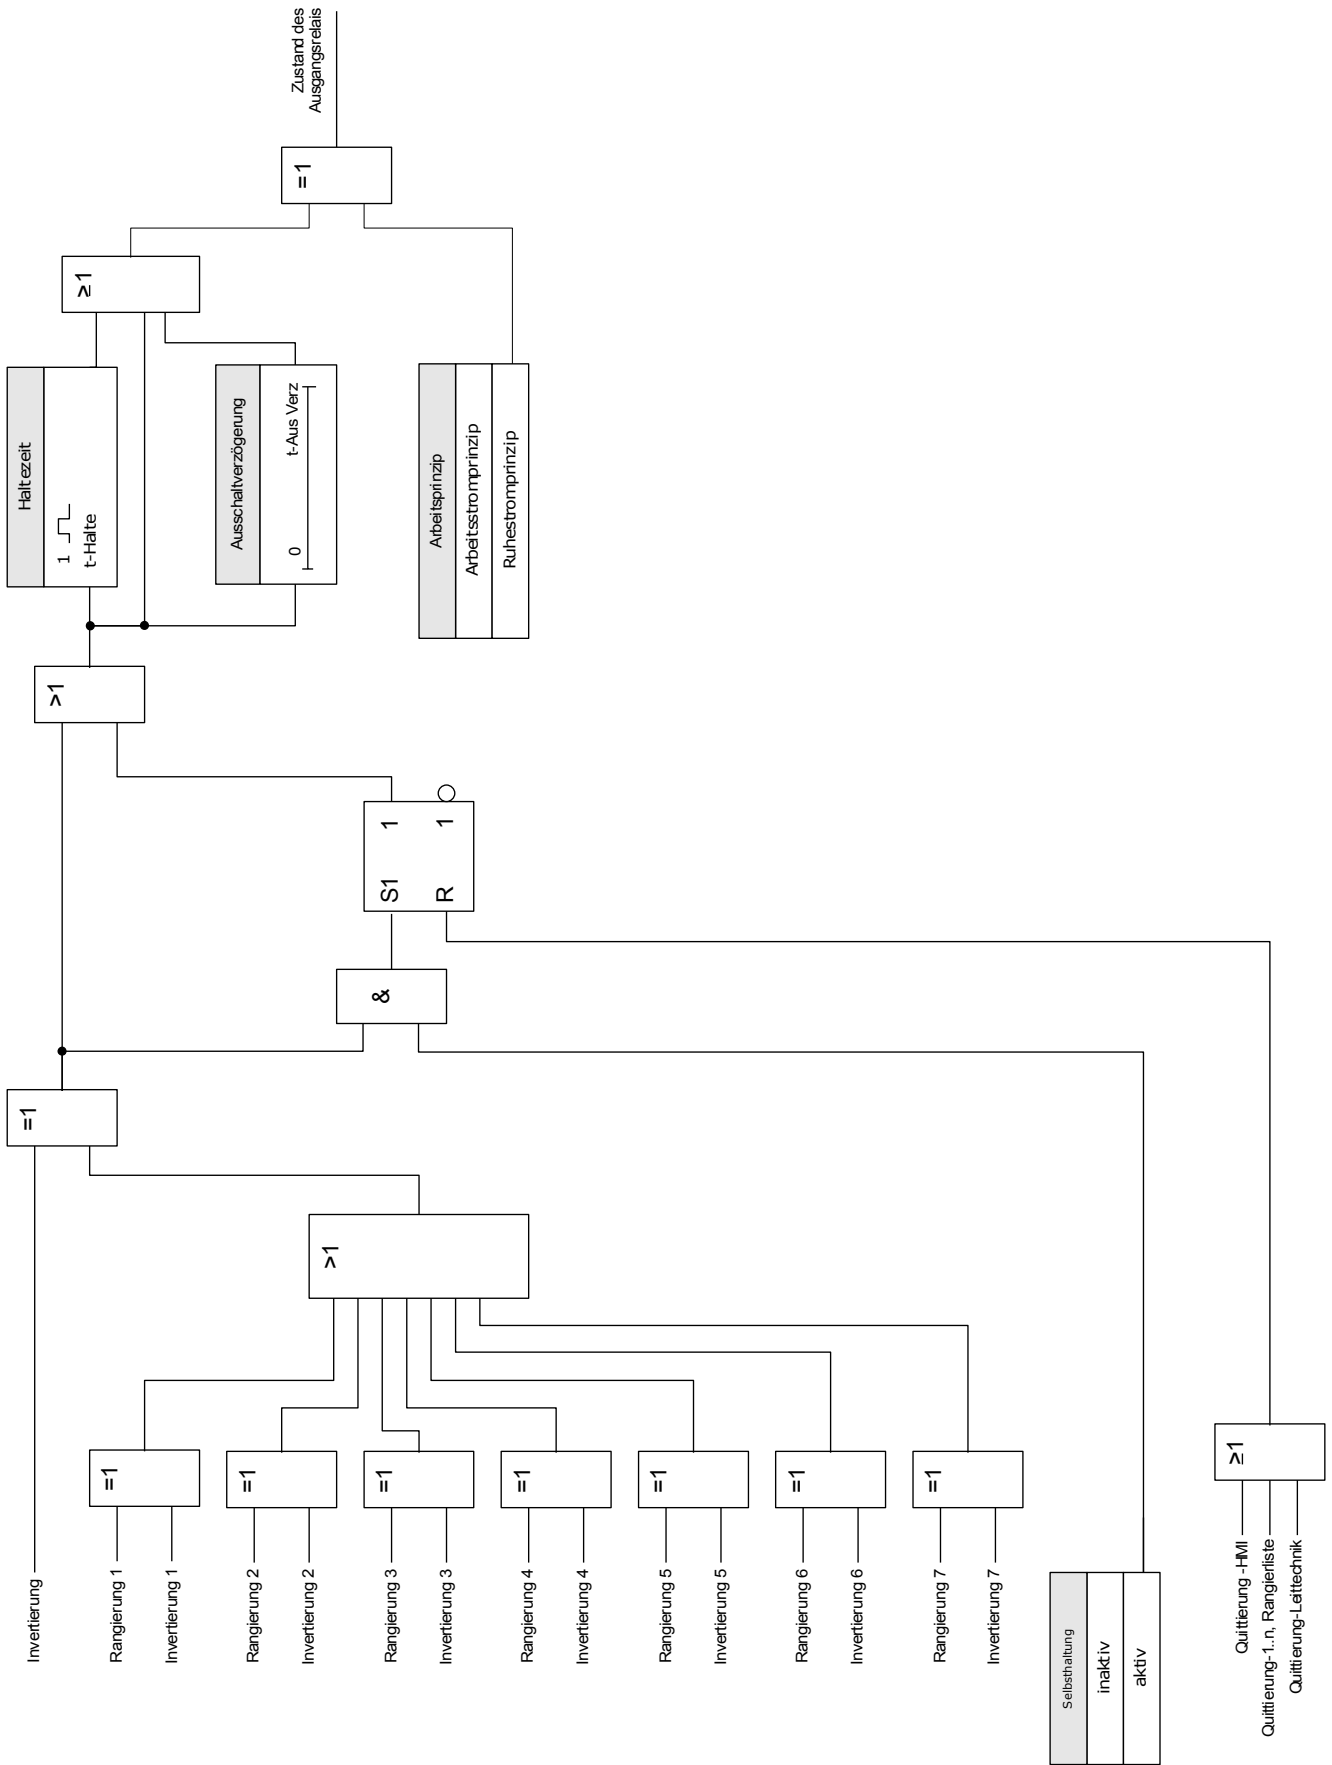 Invertierung
Rangierung 1
Invertierung 1
Rangierung 2
Invertierung 2
Rangierung 3
Invertierung 3
Rangierung 4
Invertierung 4
Rangierung 5
Invertierung 5
Rangierung 6
Invertierung 6
Rangierung 7
Invertierung 7
Selbsthaltung
inaktiv
aktiv
Quittierung -HMI
Quittierung-1..n, Rangierliste
Quittierung-Leittechnik
=1
=1
=1
=1
=1
=1
=1
≥1
>1
=1
&
S1 1
R 1
>1
Haltezeit
1
t-Halte
Ausschaltverzögerung
0 t-Aus Verz
Arbeitsprinzip
Arbeitsstromprinzip
Ruhestromprinzip
≥1
=1
Zustand des
Ausgangsrelais